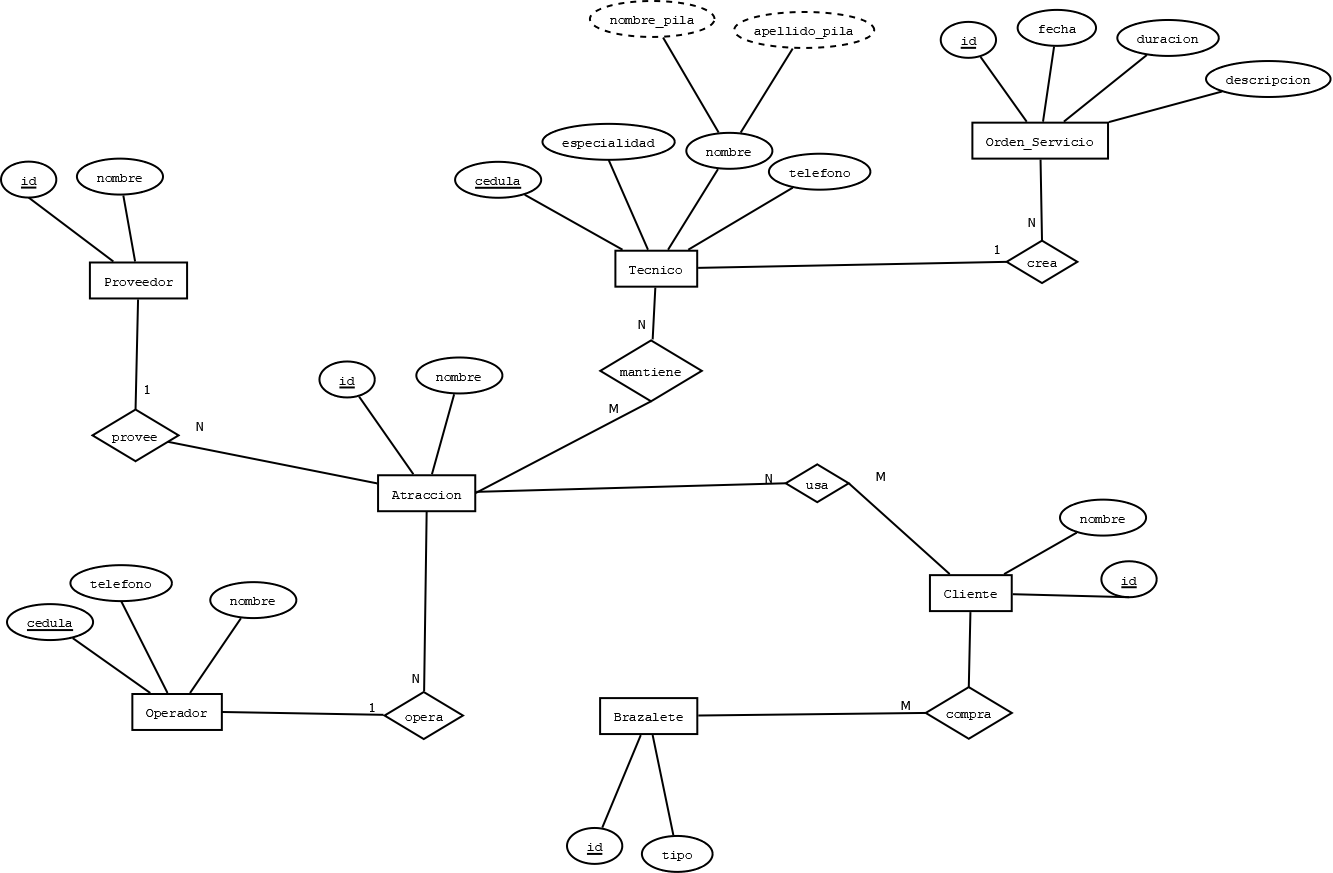 nombre_pila
apellido_pila
id
fecha
duracion
descripcion
Orden_Servicio
especialidad
nombre
cedula
telefono
id
nombre
N
1
crea
Tecnico
Proveedor
N
mantiene
M
1
provee
N
id
nombre
Atraccion
N
usa
M
nombre
id
Cliente
telefono
nombre
cedula
N
Operador
1
opera
Brazalete
M
compra
id
tipo